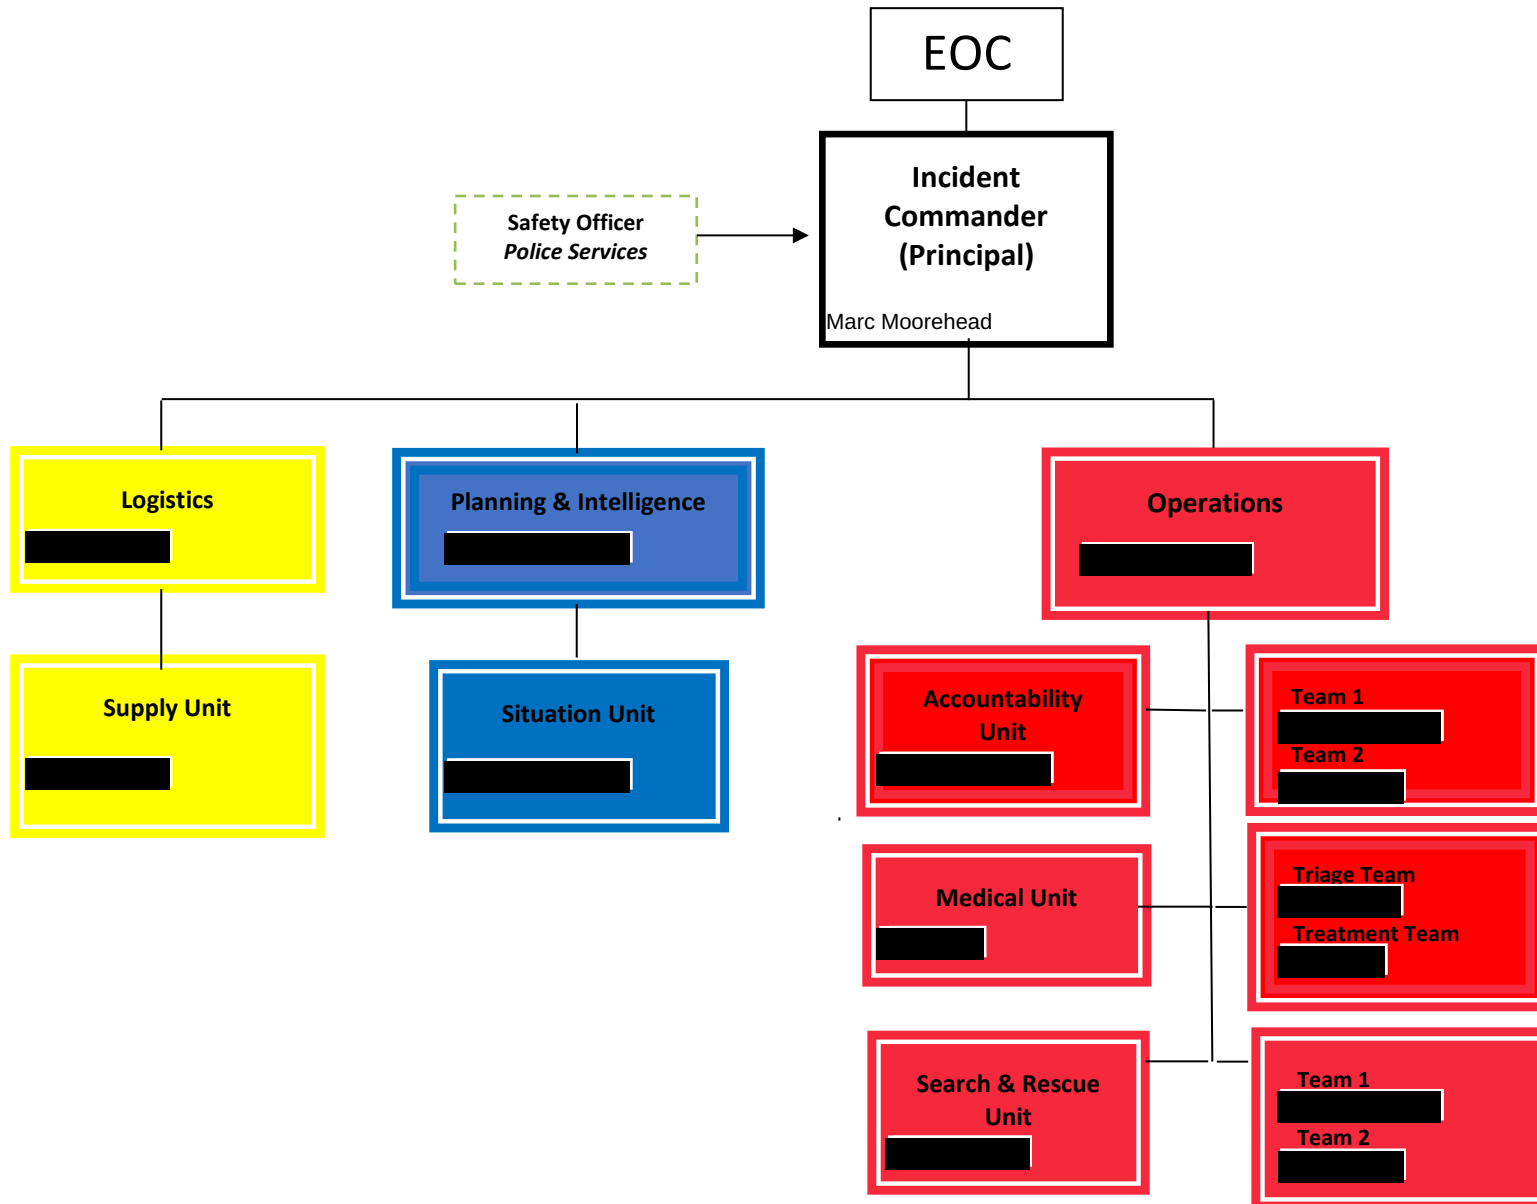 EOC
Incident
Commander
(Principal)
Marc Moorehead
Safety Officer
Police Services
Logistics
Planning & Intelligence
Operations
Supply Unit
Situation Unit
Accountability
Unit
Team 1
Team 2
Medical Unit
Triage Team
Treatment Team
Search & Rescue
Unit
Team 1
Team 2